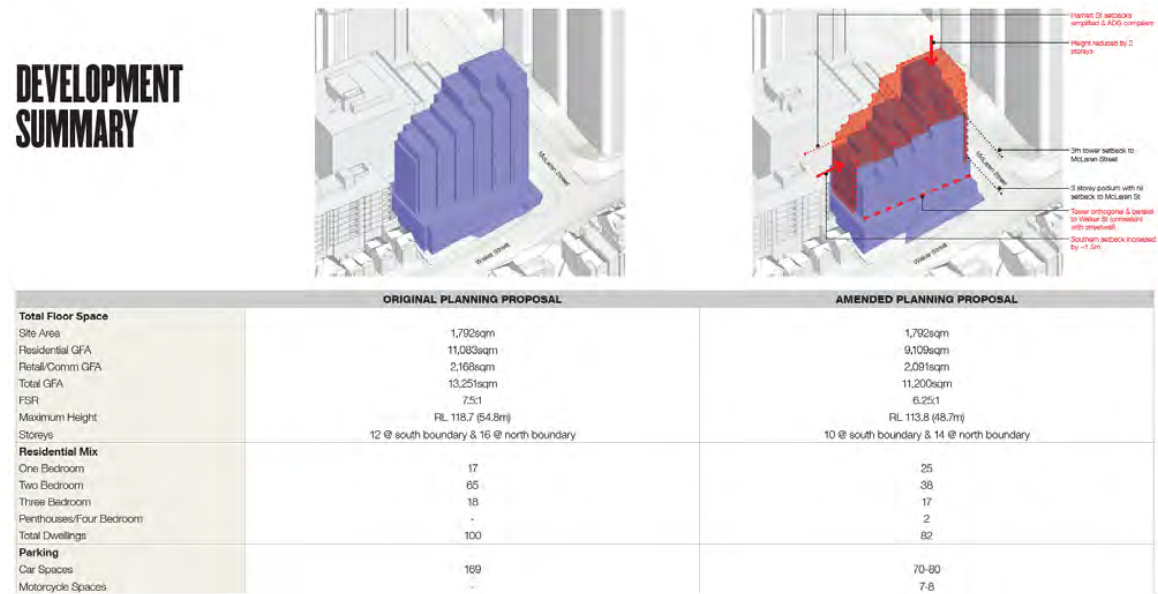 DEVELOPMENT
SUMMARY
McLaren Street
Walker Street
Harnett St setbacks
simplified & ADG compliant
Height reduced by 2
storeys
3m tower setback to
McLaren Street
McLaren Street
3 storey podium with nil
setback to McLaren St
Tower orthogonal & parallel
to Walker St (consistent
with streetwall)
Southern setback increased
by ~1.5m
Walker Street
ORIGINAL PLANNING PROPOSAL AMENDED PLANNING PROPOSAL
Total Floor Space
Site Area 1,792sqm 1,792sqm
Residential GFA 11,083sqm 9,109sqm
Retail/Comm GFA 2,168sqm 2,091sqm
Total GFA 13,251sqm 11,200sqm
FSR 7.5:1 6.25:1
Maximum Height RL 118.7 (54.8m) RL 113.8 (48.7m)
Storeys 12 @ south boundary & 16 @ north boundary 10 @ south boundary & 14 @ north boundary
Residential Mix
One Bedroom 17 25
Two Bedroom 65 38
Three Bedroom 18 17
Penthouses/Four Bedroom - 2
Total Dwellings 100 82
Parking
Car Spaces 169 70-80
Motorcycle Spaces - 7-8